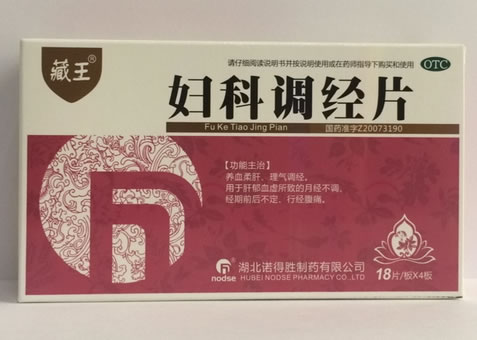 藏王®
请仔细阅读说明书并按说明使用或在药师指导下购买和使用
OTC
妇科调经片
Fu Ke Tiao Jing Pian
国药准字Z20073190
【功能主治】
养血柔肝、理气调经。
用于肝郁血虚所致的月经不调、
经期前后不定、行经腹痛。
nodse
湖北诺得胜制药有限公司
HUBEI NODSE PHARMACY CO.,LTD
18片/板X4板